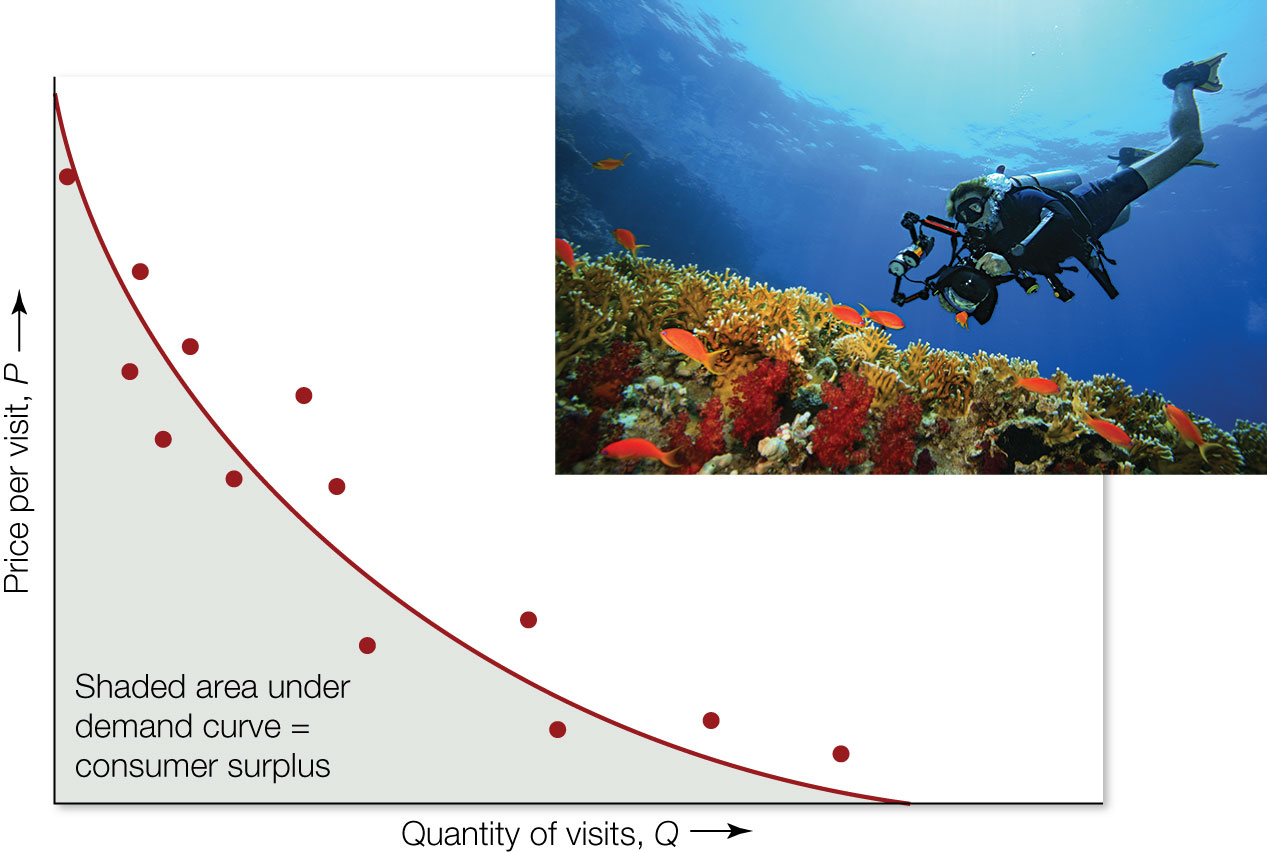 Price per visit, P
Shaded area under
demand curve =
consumer surplus
Quantity of visits, Q